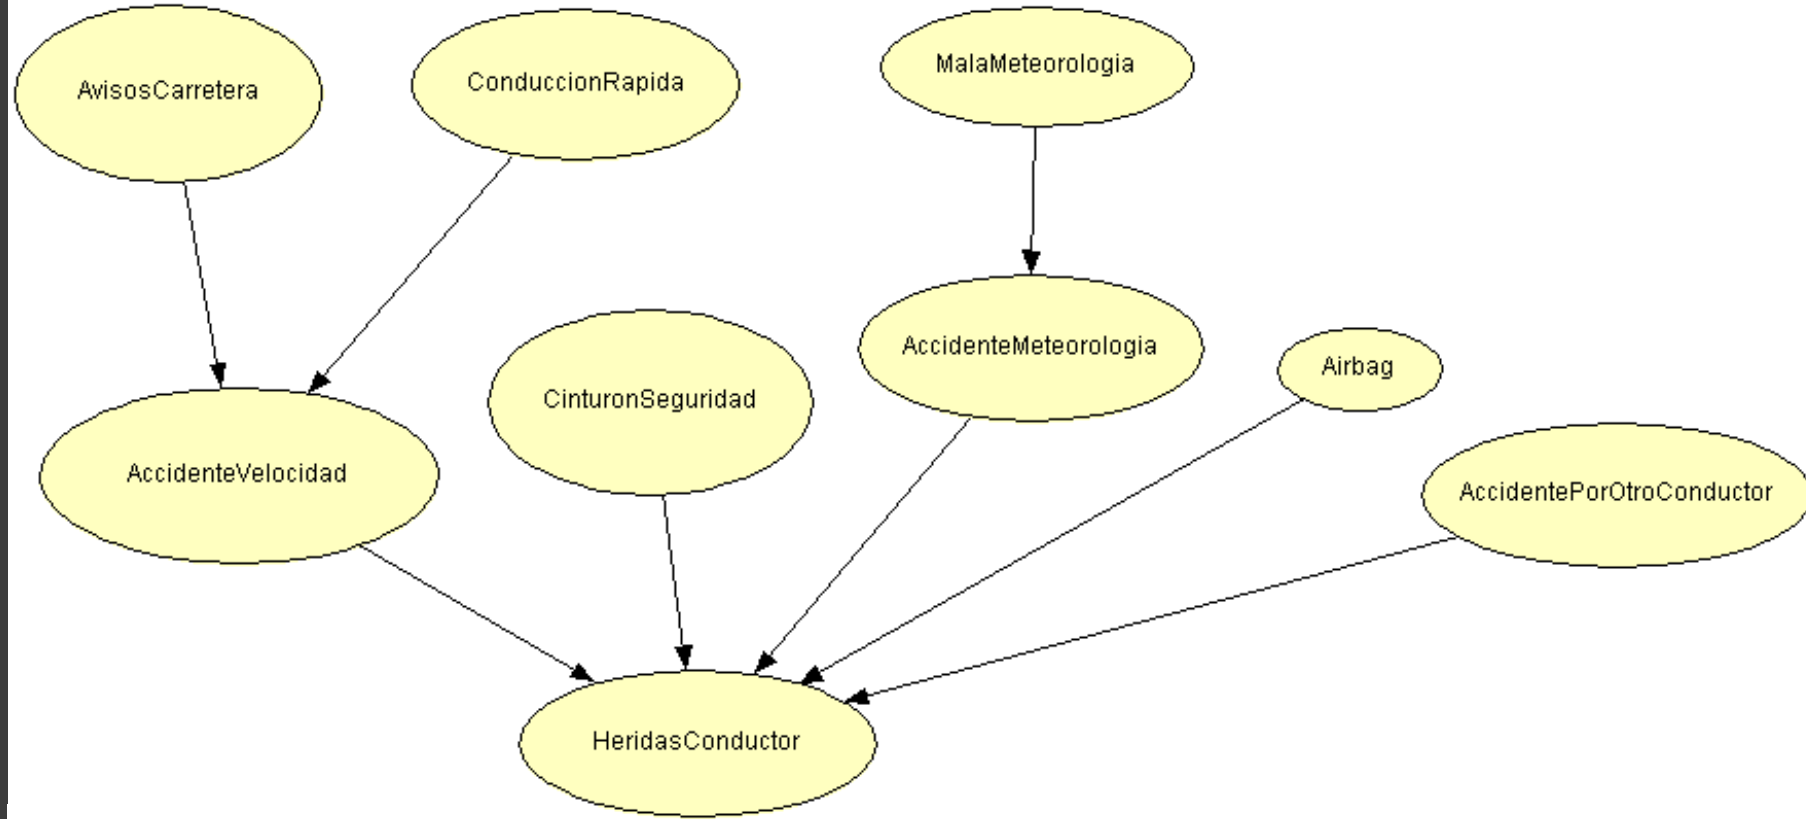 AvisosCarretera
ConduccionRapida
MalaMeteorologia
AccidenteMeteorologia
Airbag
CinturonSeguridad
AccidenteVelocidad
AccidentePorOtroConductor
HeridasConductor